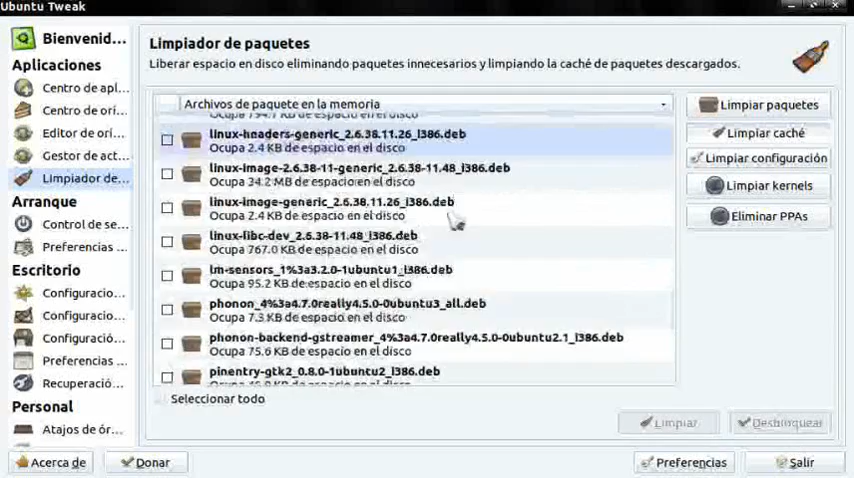 Ubuntu Tweak
Bienvenid...
Aplicaciones
Centro de apl...
Centro de orí...
Editor de orí...
Gestor de act...
Limpiador de...
Arranque
Control de se...
Preferencias ...
Escritorio
Configuracio...
Configuracio...
Configuració...
Preferencias ...
Recuperació...
Personal
Atajos de ór...
Limpiador de paquetes
Liberar espacio en disco eliminando paquetes innecesarios y limpiando la caché de paquetes descargados.
Archivos de paquete en la memoria
Ocupa 794.7 KB de espacio en el disco
linux-headers-generic_2.6.38.11.26_i386.deb
Ocupa 2.4 KB de espacio en el disco
linux-image-2.6.38-11-generic_2.6.38-11.48_i386.deb
Ocupa 34.2 MB de espacio en el disco
linux-image-generic_2.6.38.11.26_i386.deb
Ocupa 2.4 KB de espacio en el disco
linux-libc-dev_2.6.38-11.48_i386.deb
Ocupa 767.0 KB de espacio en el disco
lm-sensors_1%3a3.2.0-1ubuntu1_i386.deb
Ocupa 95.2 KB de espacio en el disco
phonon_4%3a4.7.0really4.5.0-0ubuntu3_all.deb
Ocupa 7.3 KB de espacio en el disco
phonon-backend-gstreamer_4%3a4.7.0really4.5.0-0ubuntu2.1_i386.deb
Ocupa 75.6 KB de espacio en el disco
pinentry-gtk2_0.8.0-1ubuntu2_i386.deb
Seleccionar todo
Limpiar paquetes
Limpiar caché
Limpiar configuración
Limpiar kernels
Eliminar PPAs
Limpiar
Desbloquear
Acerca de
Donar
Preferencias
Salir